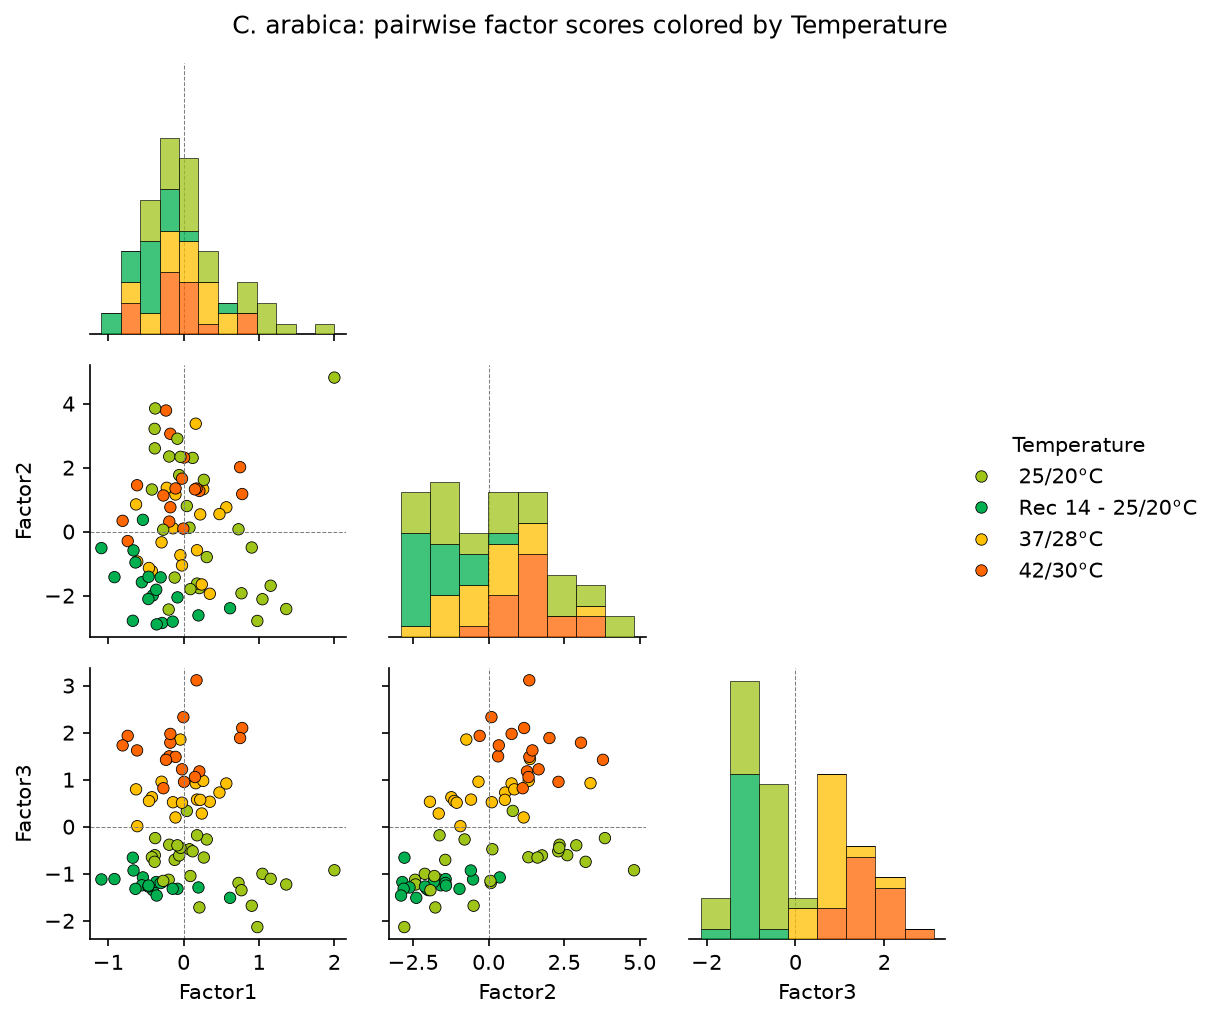 C. arabica: pairwise factor scores colored by Temperature
4
2
0
−2
Factor2
Temperature
25/20°C
Rec 14 - 25/20°C
37/28°C
42/30°C
3
2
1
0
−1
−2
Factor3
−1 0 1 2
Factor1
−2.5 0.0 2.5 5.0
Factor2
−2 0 2
Factor3